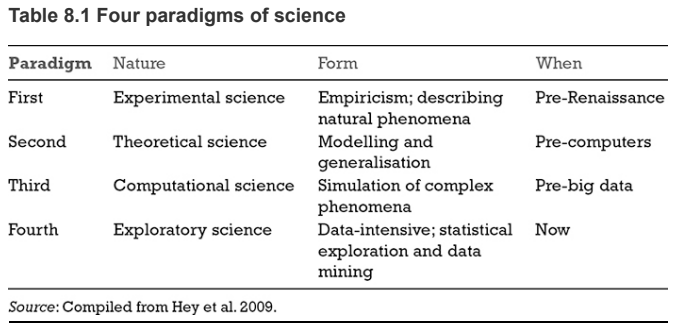 Table 8.1 Four paradigms of science
Paradigm Nature Form When
First Experimental science Empiricism; describing Pre-Renaissance
natural phenomena
Second Theoretical science Modelling and Pre-computers
generalisation
Third Computational science Simulation of complex Pre-big data
phenomena
Fourth Exploratory science Data-intensive; statistical Now
exploration and data
mining
Source: Compiled from Hey et al. 2009.